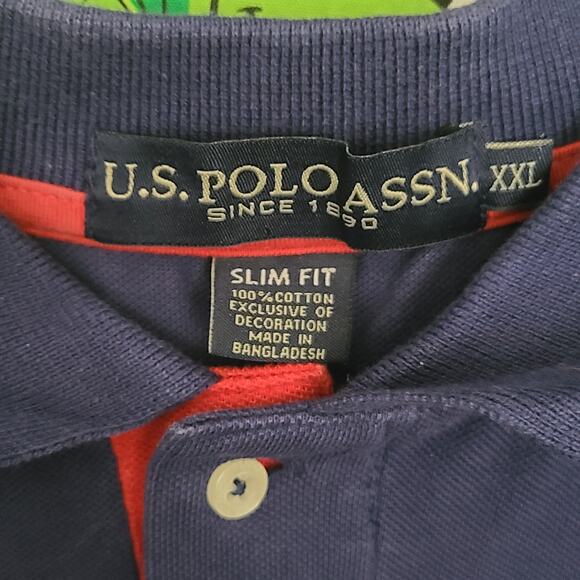 U.S. POLO ASSN.
SINCE 1890
XXL
SLIM FIT
100% COTTON
EXCLUSIVE OF
DECORATION
MADE IN
BANGLADESH